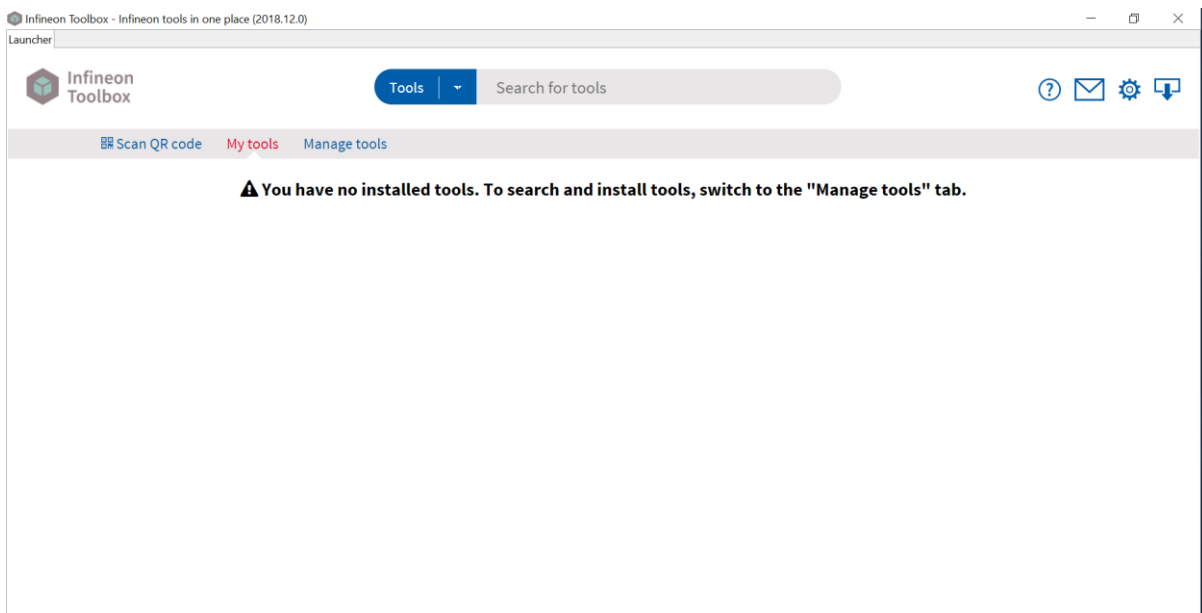 Infineon Toolbox - Infineon tools in one place (2018.12.0)
Launcher
Infineon
Toolbox
Tools
Search for tools
Scan QR code My tools Manage tools
You have no installed tools. To search and install tools, switch to the "Manage tools" tab.